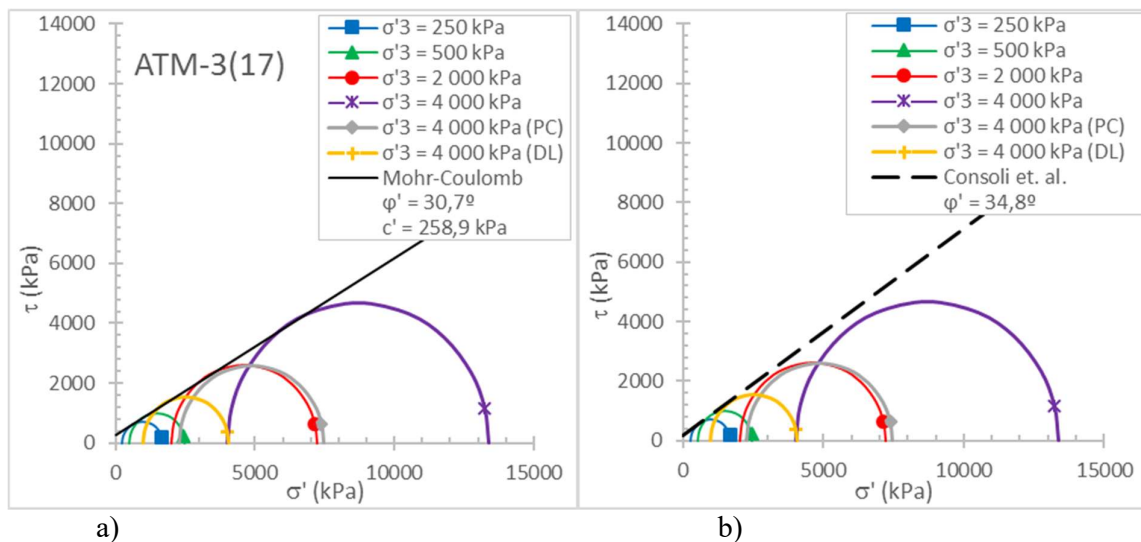 ATM-3(17)
σ'3 = 250 kPa
σ'3 = 500 kPa
σ'3 = 2 000 kPa
σ'3 = 4 000 kPa
σ'3 = 4 000 kPa (PC)
σ'3 = 4 000 kPa (DL)
Mohr-Coulomb
φ' = 30,7º
c' = 258,9 kPa
14000
12000
10000
8000
6000
4000
2000
0
τ (kPa)
0
5000
10000
15000
σ' (kPa)
a)
σ'3 = 250 kPa
σ'3 = 500 kPa
σ'3 = 2 000 kPa
σ'3 = 4 000 kPa
σ'3 = 4 000 kPa (PC)
σ'3 = 4 000 kPa (DL)
Consoli et. al.
φ' = 34,8º
14000
12000
10000
8000
6000
4000
2000
0
τ (kPa)
0
5000
10000
15000
σ' (kPa)
b)